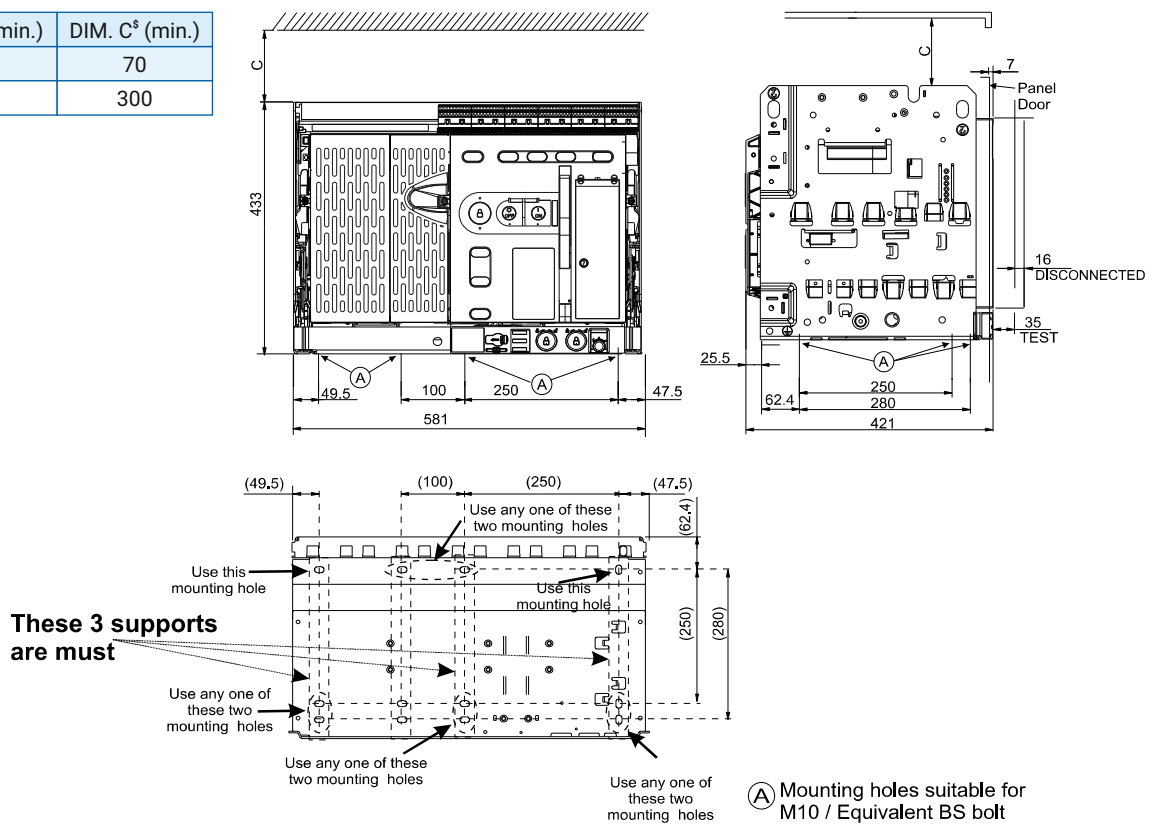 min.) DIM. C$ (min.)
70
300
C
433
49.5
A
100
250
A
47.5
581
OFF
ON
C
7
Panel
Door
16
DISCONNECTED
35
TEST
25.5
A
250
62.4
280
421
(49.5)
(100)
(250)
(47.5)
(62.4)
(250)
(280)
Use any one of these
two mounting holes
Use this
mounting hole
Use this
mounting hole
These 3 supports
are must
Use any one of
these two
mounting holes
Use any one of these
two mounting holes
Use any one of
these two
mounting holes
A Mounting holes suitable for
M10 / Equivalent BS bolt